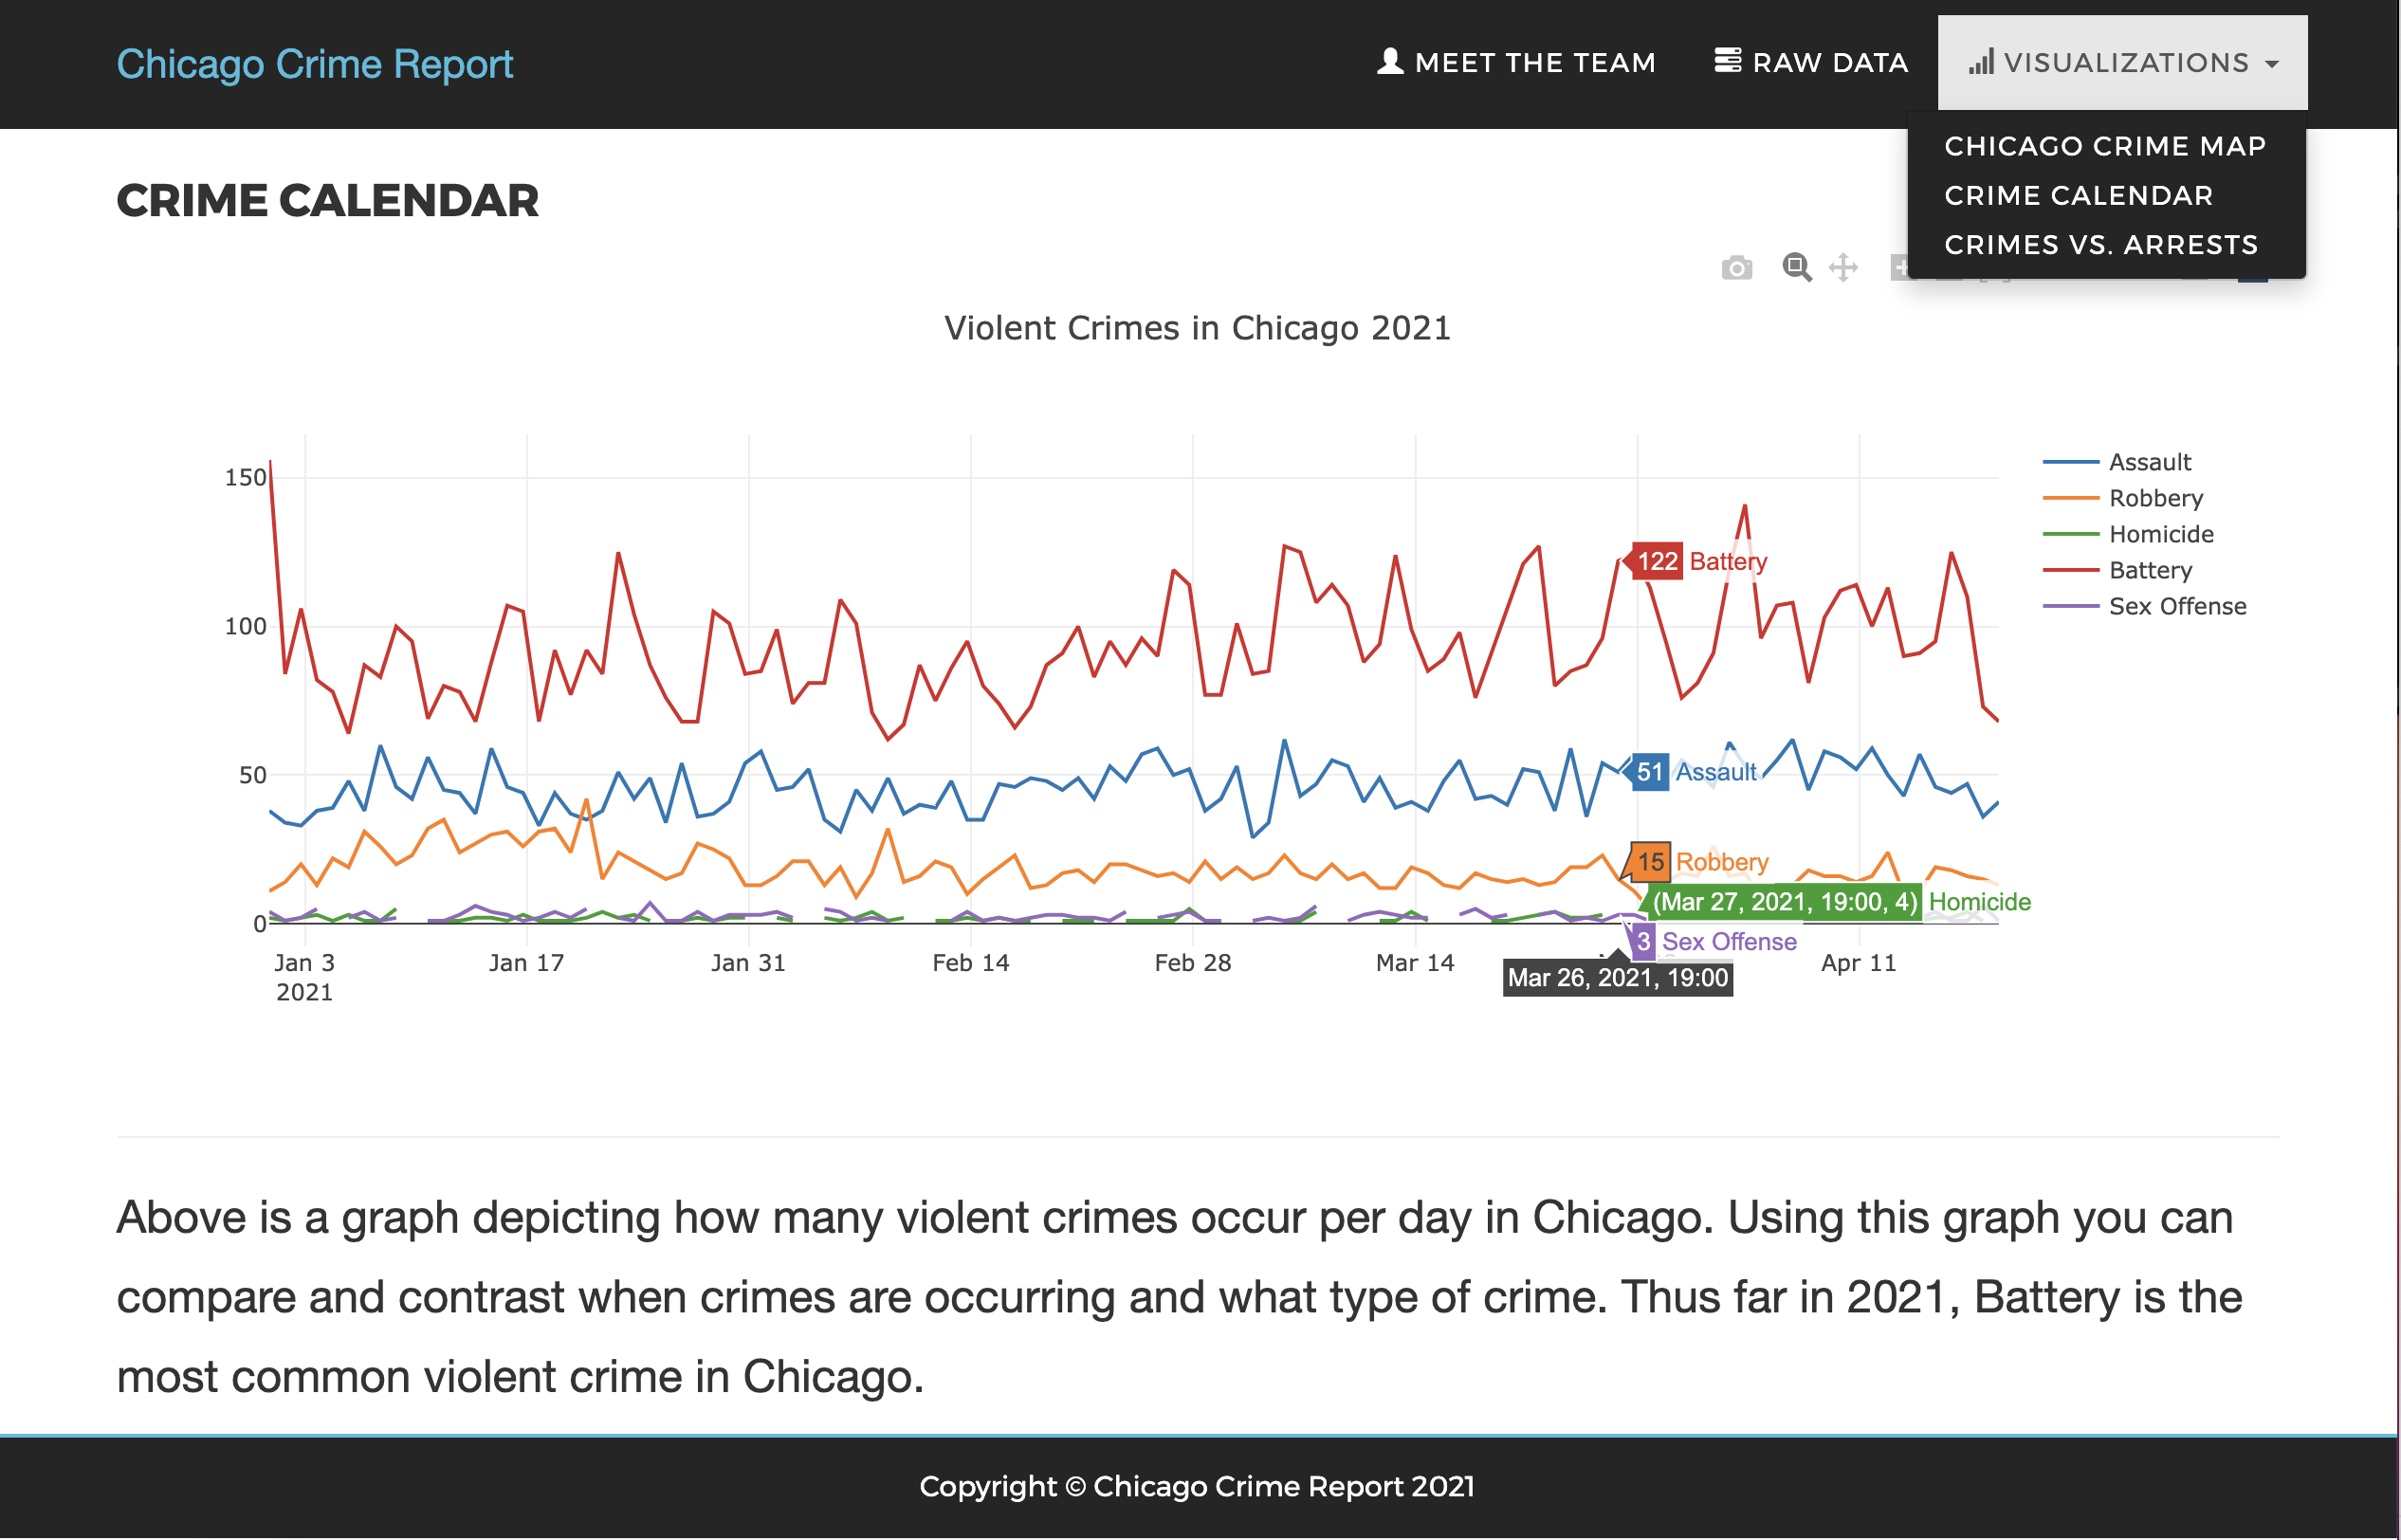 Chicago Crime Report
MEET THE TEAM
RAW DATA
VISUALIZATIONS
CHICAGO CRIME MAP
CRIME CALENDAR
CRIMES VS. ARRESTS
CRIME CALENDAR
Violent Crimes in Chicago 2021
150
100
50
0
Assault
Robbery
Homicide
Battery
Sex Offense
122 Battery
51 Assault
15 Robbery
(Mar 27, 2021, 19:00, 4) Homicide
3 Sex Offense
Mar 26, 2021, 19:00
Jan 3
2021
Jan 17
Jan 31
Feb 14
Feb 28
Mar 14
Apr 11
Above is a graph depicting how many violent crimes occur per day in Chicago. Using this graph you can
compare and contrast when crimes are occurring and what type of crime. Thus far in 2021, Battery is the
most common violent crime in Chicago.
Copyright © Chicago Crime Report 2021